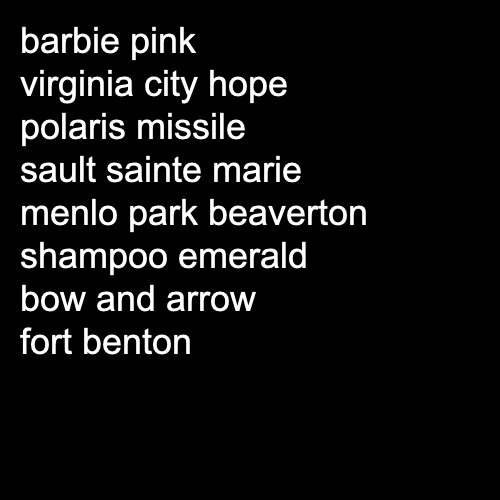 barbie pink
virginia city hope
polaris missile
sault sainte marie
menlo park beaverton
shampoo emerald
bow and arrow
fort benton